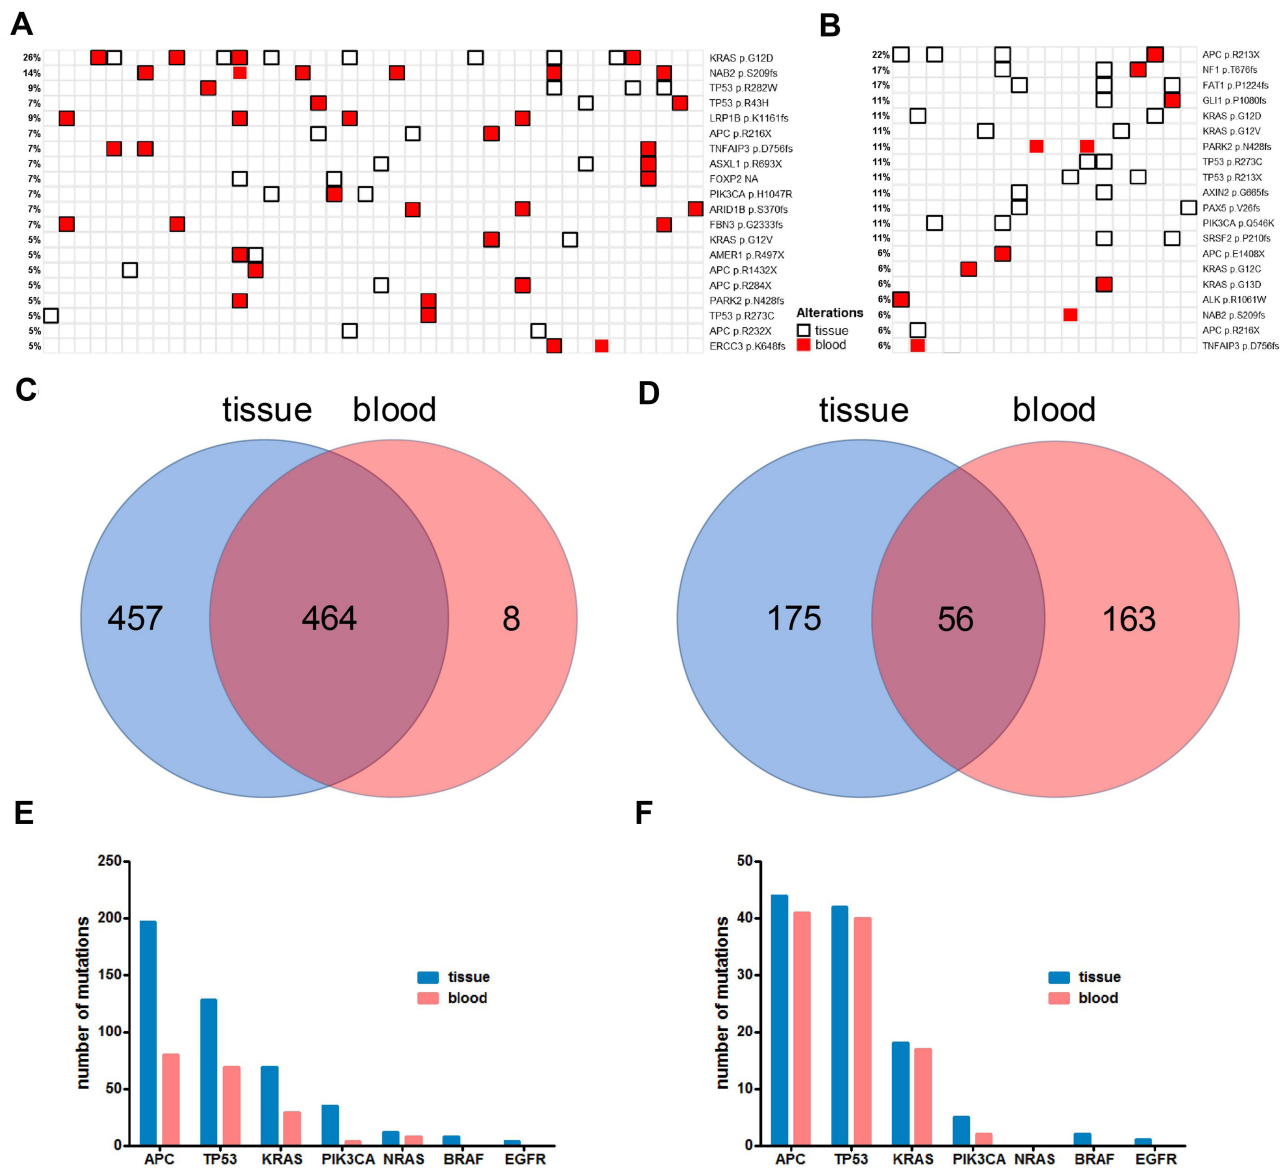 A
B
26% KRAS p.G12D
14% NAB2 p.S209fs
9% TP53 p.R282W
7% TP53 p.R43H
9% LRP1B p.K1161fs
7% APC p.R216X
7% TNFAIP3 p.D756fs
7% ASXL1 p.R693X
7% FOXP2 NA
7% PIK3CA p.H1047R
7% ARID1B p.S370fs
7% FBN3 p.G2333fs
5% KRAS p.G12V
5% AMER1 p.R497X
5% APC p.R1432X
5% APC p.R284X
5% PARK2 p.N428fs
5% TP53 p.R273C
5% APC p.R232X
5% ERCC3 p.K648fs
Alterations
tissue
blood
22% APC p.R213X
17% NF1 p.T676fs
17% FAT1 p.P1224fs
11% GLI1 p.P1080fs
11% KRAS p.G12D
11% KRAS p.G12V
11% PARK2 p.N428fs
11% TP53 p.R273C
11% TP53 p.R213X
11% AXIN2 p.G665fs
11% PAX5 p.V26fs
11% PIK3CA p.Q546K
11% SRSF2 p.P210fs
6% APC p.E1408X
6% KRAS p.G12C
6% KRAS p.G13D
6% ALK p.R1061W
6% NAB2 p.S209fs
6% APC p.R216X
6% TNFAIP3 p.D756fs
C
tissue blood
457 464 8
D
tissue blood
175 56 163
E
number of mutations
250
200
150
100
50
0
tissue
blood
APC TP53 KRAS PIK3CA NRAS BRAF EGFR
F
number of mutations
50
40
30
20
10
0
tissue
blood
APC TP53 KRAS PIK3CA NRAS BRAF EGFR